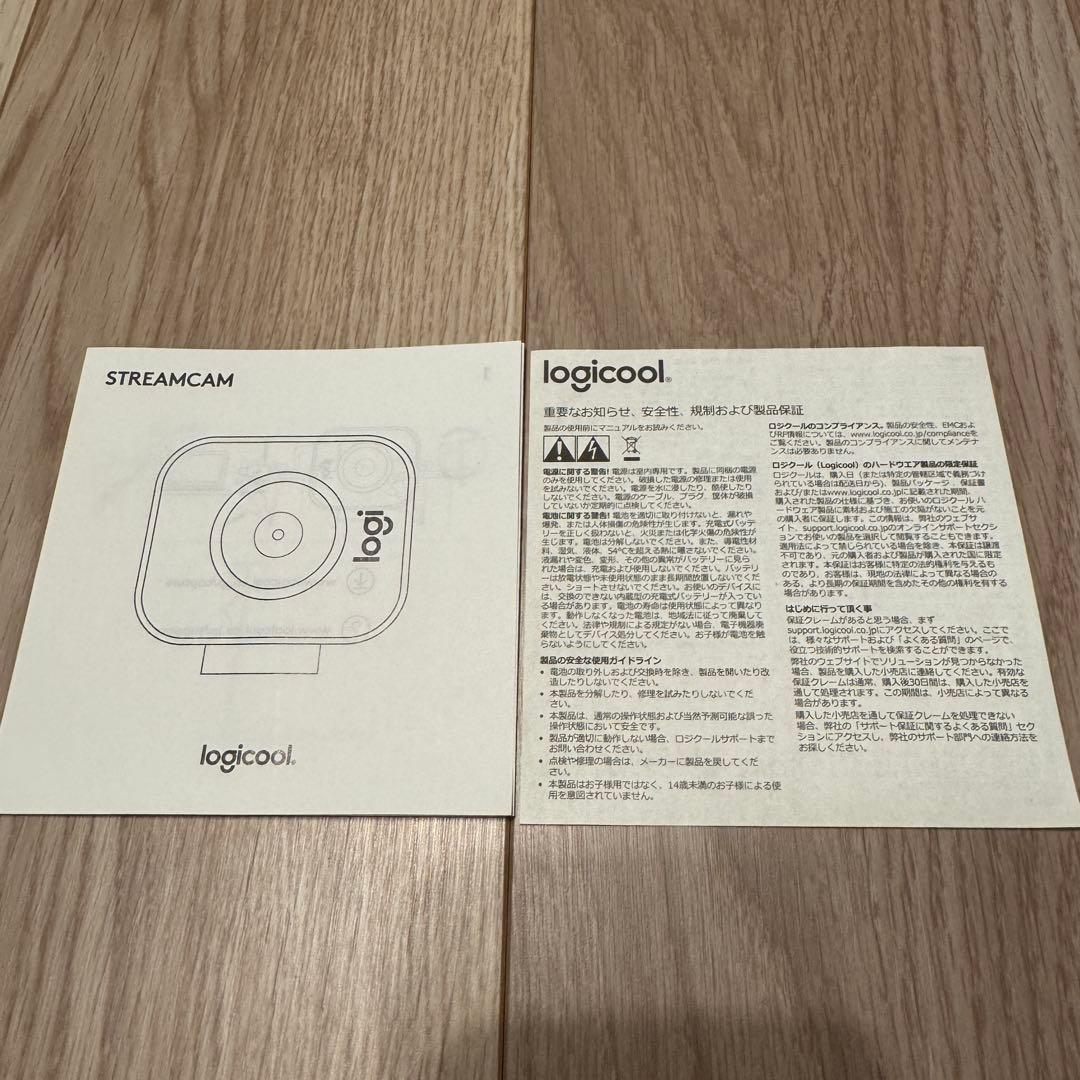 STREAMCAM
logi
logicool®
logicool®
重要なお知らせ、安全性、規制および製品保証
製品の使用前にマニュアルをお読みください。
電源に関する警告! 電源は室内専用です。製品に同梱の電源
のみを使用してください。破損した電源の修理または使用
を試みないでください。電源を水に浸したり、酷使したり
しないでください。電源のケーブル、プラグ、筐体が破損
していないか定期的に点検してください。
電池に関する警告! 電池を適切に取り付けないと、漏れや
爆発、または人体損傷の危険性が生じます。充電式バッテ
リーを正しく扱わないと、火災または化学火傷の危険性が
生じます。電池は分解しないでください。また、導電性材
料、湿気、液体、54℃を超える熱に曝さないでください。
液漏れや変色、変形、その他の異常がバッテリーに見ら
れた場合は、充電および使用しないでください。バッテリ
ーは放電状態や未使用状態のまま長期間放置しないでくだ
さい。ショートさせないでください。お使いのデバイスに
は、交換のできない内蔵型の充電式バッテリーが入ってい
る場合があります。電池の寿命は使用状態によって異なり
ます。動作しなくなった電池は、地域法に従って廃棄して
ください。法律や規制による規定がない場合、電子機器廃
棄物としてデバイス処分してください。お子様が電池を触
らないようにしてください。
製品の安全な使用ガイドライン
• 電池の取り外しおよび交換時を除き、製品を開いたり改
造したりしないでください。
• 本製品を分解したり、修理を試みたりしないでくだ
さい。
• 本製品は、通常の操作状態および当然予測可能な誤った
操作状態において安全です。
• 製品が適切に動作しない場合、ロジクールサポートまで
お問い合わせください。
• 点検や修理の場合は、メーカーに製品を戻してくだ
さい。
• 本製品はお子様用ではなく、14歳未満のお子様による使
用を意図されていません。
ロジクールのコンプライアンス。製品の安全性、EMCおよ
びRF情報については、www.logicool.co.jp/complianceを
ご覧ください。製品のコンプライアンスに関してメンテナ
ンスは必要ありません。
ロジクール（Logicool）のハードウエア製品の限定保証
ロジクールは、購入日（または特定の管轄区域で義務づけ
られている場合は配送日から）、製品パッケージ、保証書
および/またはwww.logicool.co.jpに記載された期間、
購入された製品の仕様に基づき、お使いのロジクール ハ
ードウェア製品に素材および施工の欠陥がないことを元
の購入者に保証します。この情報は、弊社のウェブサ
イト、support.logicool.co.jpのオンラインサポートセクシ
ョンでお使いの製品を選択して閲覧することもできます。
適用法によって禁じられている場合を除き、本保証は譲渡
不可であり、元の購入者および製品が購入された国に限定
されます。本保証はお客様に特定の法的権利を与えるも
のであり、お客様は、現地の法律によって異なる場合の
ある、より長期の保証期間を含めたその他の権利を有する
場合があります。
はじめに行って頂く事
保証クレームがあると思う場合、まず
support.logicool.co.jpにアクセスしてください。ここで
は、様々なサポートおよび「よくある質問」のページで、
役立つ技術的サポートを検索することができます。
弊社のウェブサイトでソリューションが見つからなかった
場合、製品を購入した小売店に連絡してください。有効な
保証クレームは通常、購入後30日間は、購入した小売店を
通して処理されます。この期間は、小売店によって異なる
場合があります。
購入した小売店を通して保証クレームを処理できない
場合、弊社の「サポート保証に関するよくある質問」セク
ションにアクセスし、弊社のサポート部門への連絡方法を
お探しください。